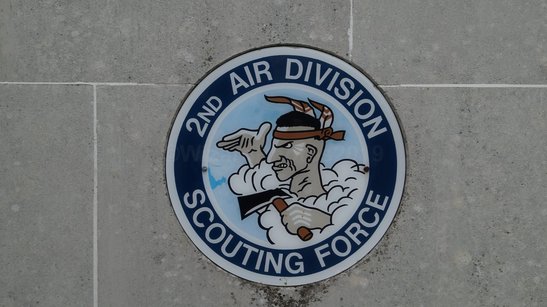 2ND AIR DIVISION
SCOUTING FORCE